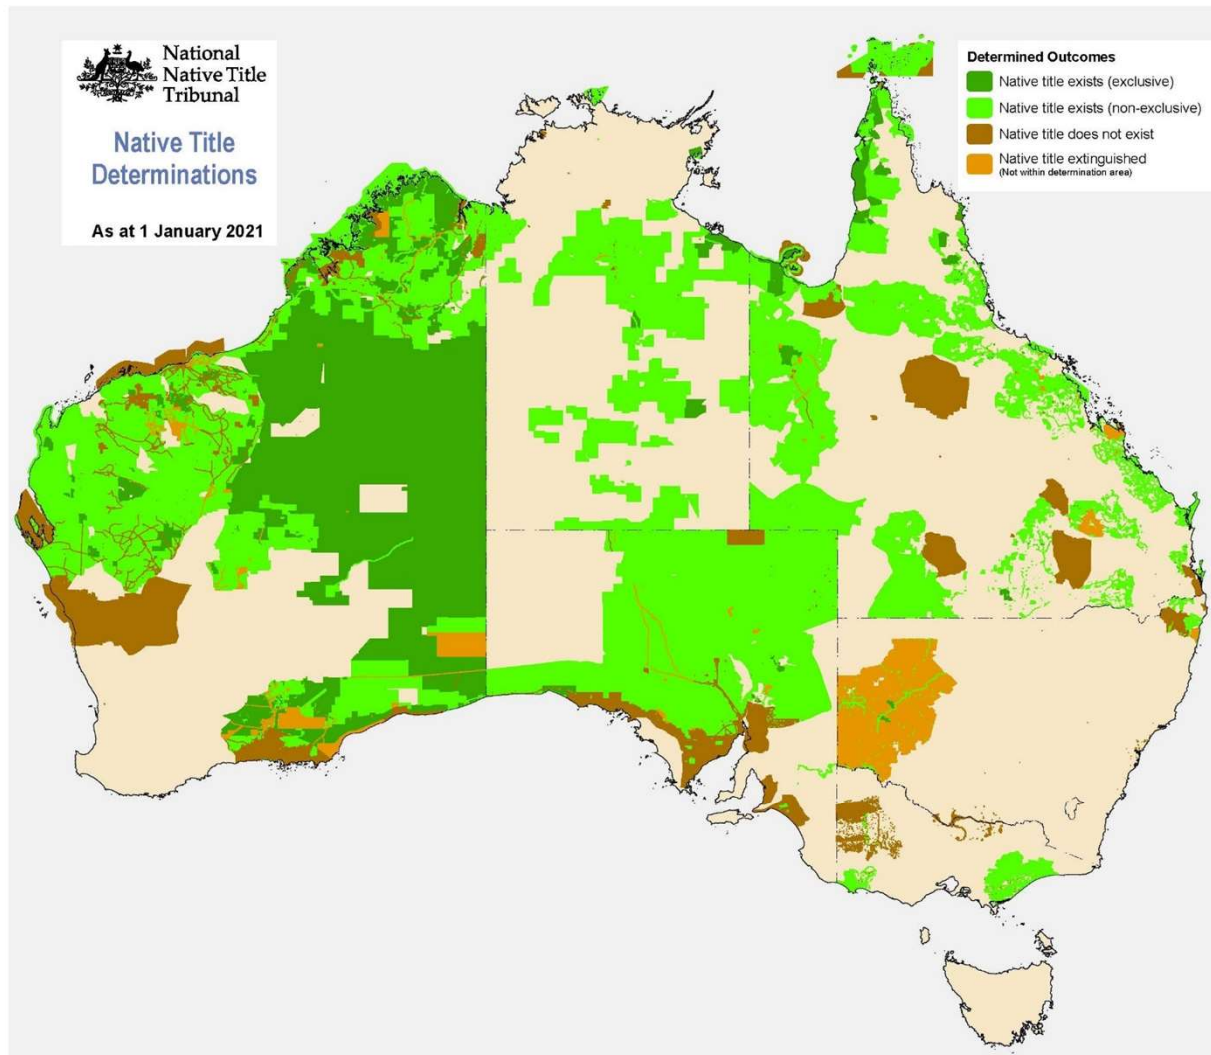 National
Native Title
Tribunal
Native Title
Determinations
As at 1 January 2021
Determined Outcomes
Native title exists (exclusive)
Native title exists (non-exclusive)
Native title does not exist
Native title extinguished
(Not within determination area)